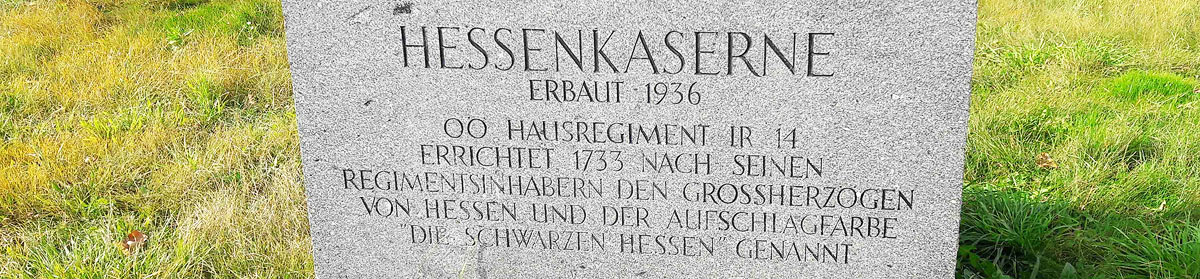 HESSENKASERNE
ERBAUT 1936
OO HAUSREGIMENT IR 14
ERRICHTET 1733 NACH SEINEN
REGIMENTSINHABERN DEN GROSSHERZOGEN
VON HESSEN UND DER AUFSCHLAGFARBE
"DIE SCHWARZEN HESSEN" GENANNT